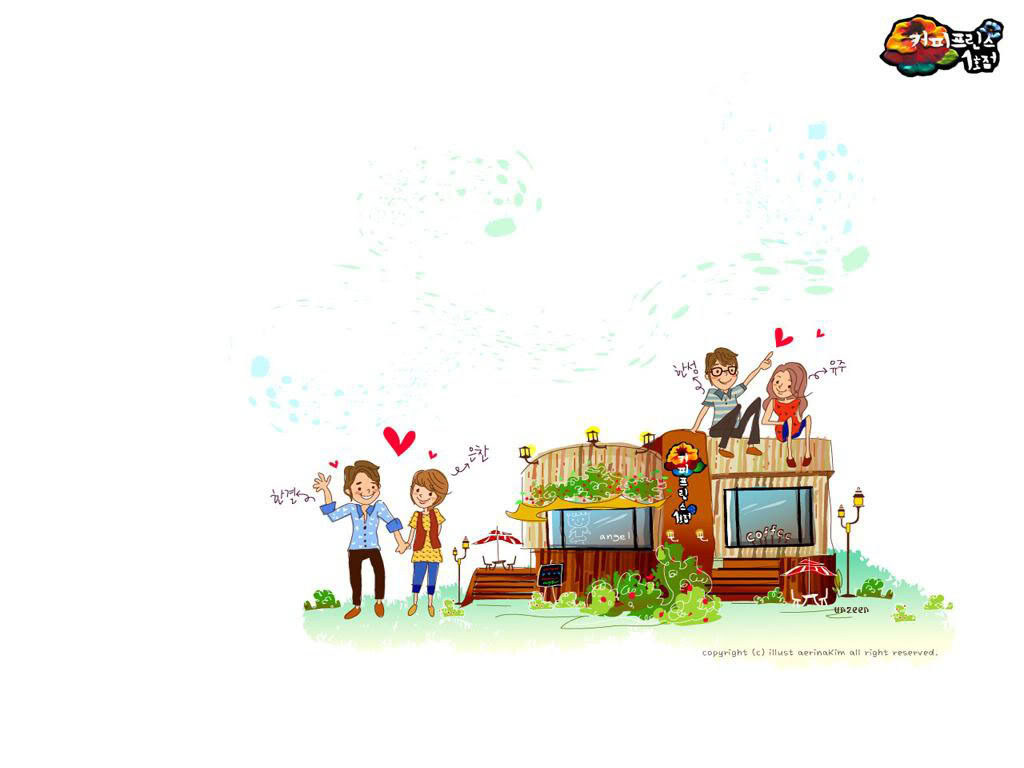 커피프린스
1호점
한성
유주
은찬
한결
커피프린스 1호점
angel
coffee
copyright (c) illust aerinakim all right reserved.